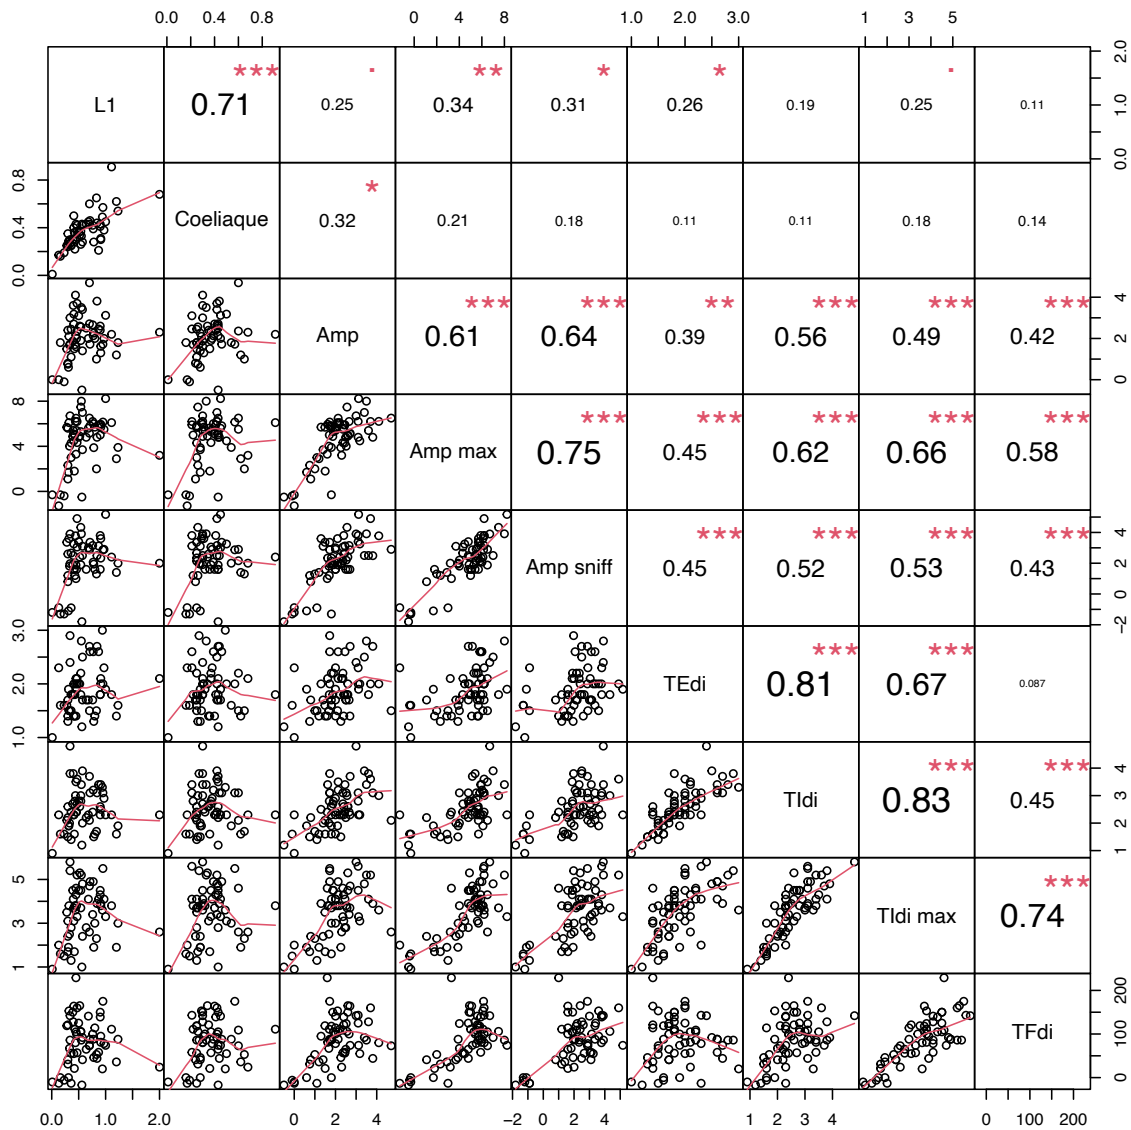 0.0 0.4 0.8 0 4 8 1.0 2.0 3.0 1 3 5
L1 0.71 *** 0.25 . 0.34 ** 0.31 * 0.26 * 0.19 0.25 . 0.11 0.0 1.0 2.0
0.0 0.4 0.8 Coeliaque 0.32 * 0.21 0.18 0.11 0.11 0.18 0.14
Amp 0.61 *** 0.64 *** 0.39 ** 0.56 *** 0.49 *** 0.42 *** 0 2 4
0 4 8 Amp max 0.75 *** 0.45 *** 0.62 *** 0.66 *** 0.58 ***
Amp sniff 0.45 *** 0.52 *** 0.53 *** 0.43 *** −2 0 2 4
1.0 2.0 3.0 TEdi 0.81 *** 0.67 *** 0.087
TIdi 0.83 *** 0.45 *** 1 2 3 4
1 3 5 TIdi max 0.74 ***
TFdi 0 100 200
0.0 1.0 2.0 0 2 4 −2 0 2 4 1 2 3 4 0 100 200